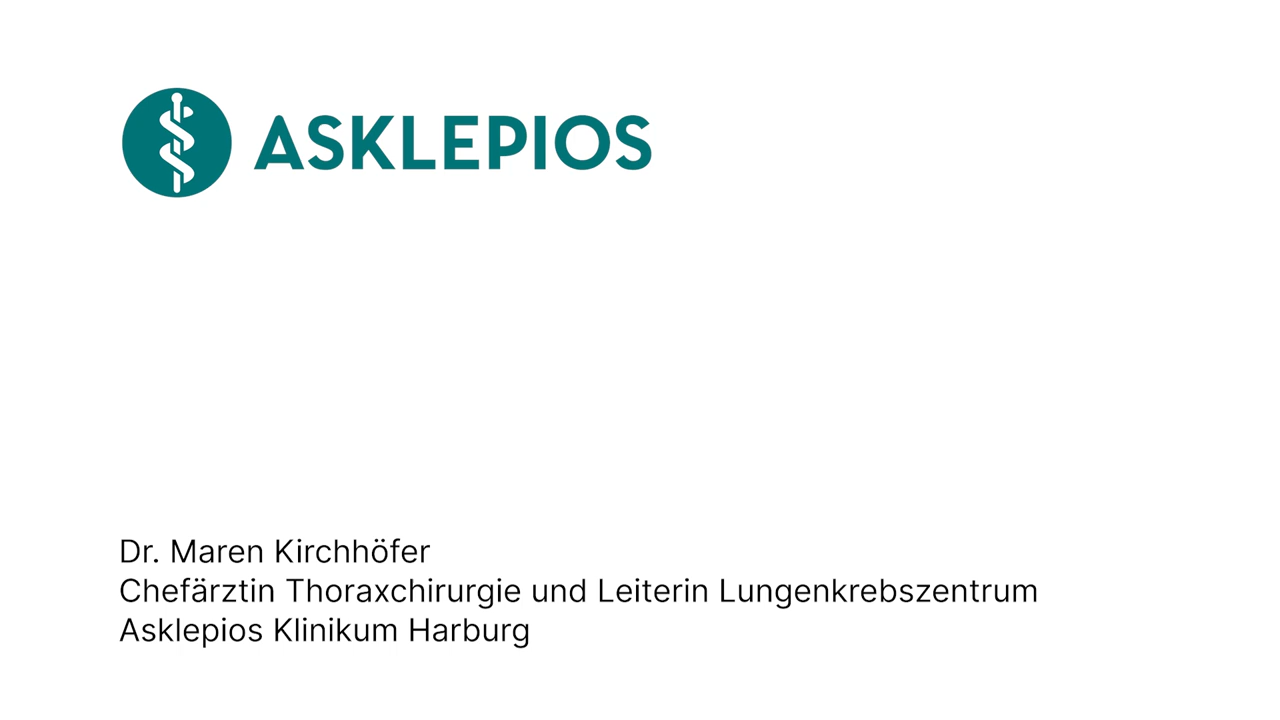 ASKLEPIOS
Dr. Maren Kirchhöfer
Chefärztin Thoraxchirurgie und Leiterin Lungenkrebszentrum
Asklepios Klinikum Harburg